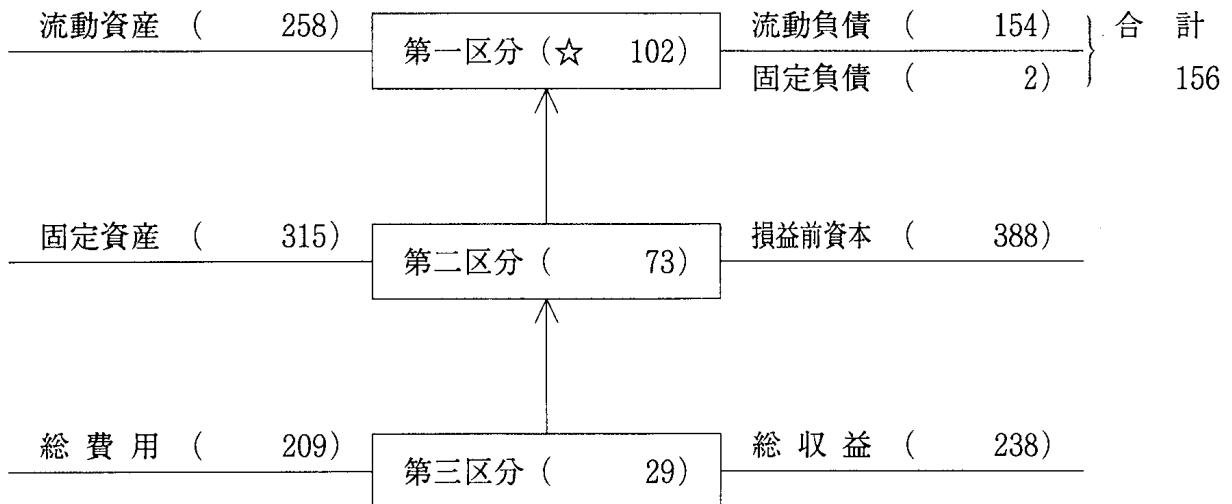 流動資産 ( 258) 第一区分 (☆ 102) 流動負債 ( 154) 合 計
固定負債 ( 2) 156
固定資産 ( 315) 第二区分 ( 73) 損益前資本 ( 388)
総 費 用 ( 209) 第三区分 ( 29) 総 収 益 ( 238)